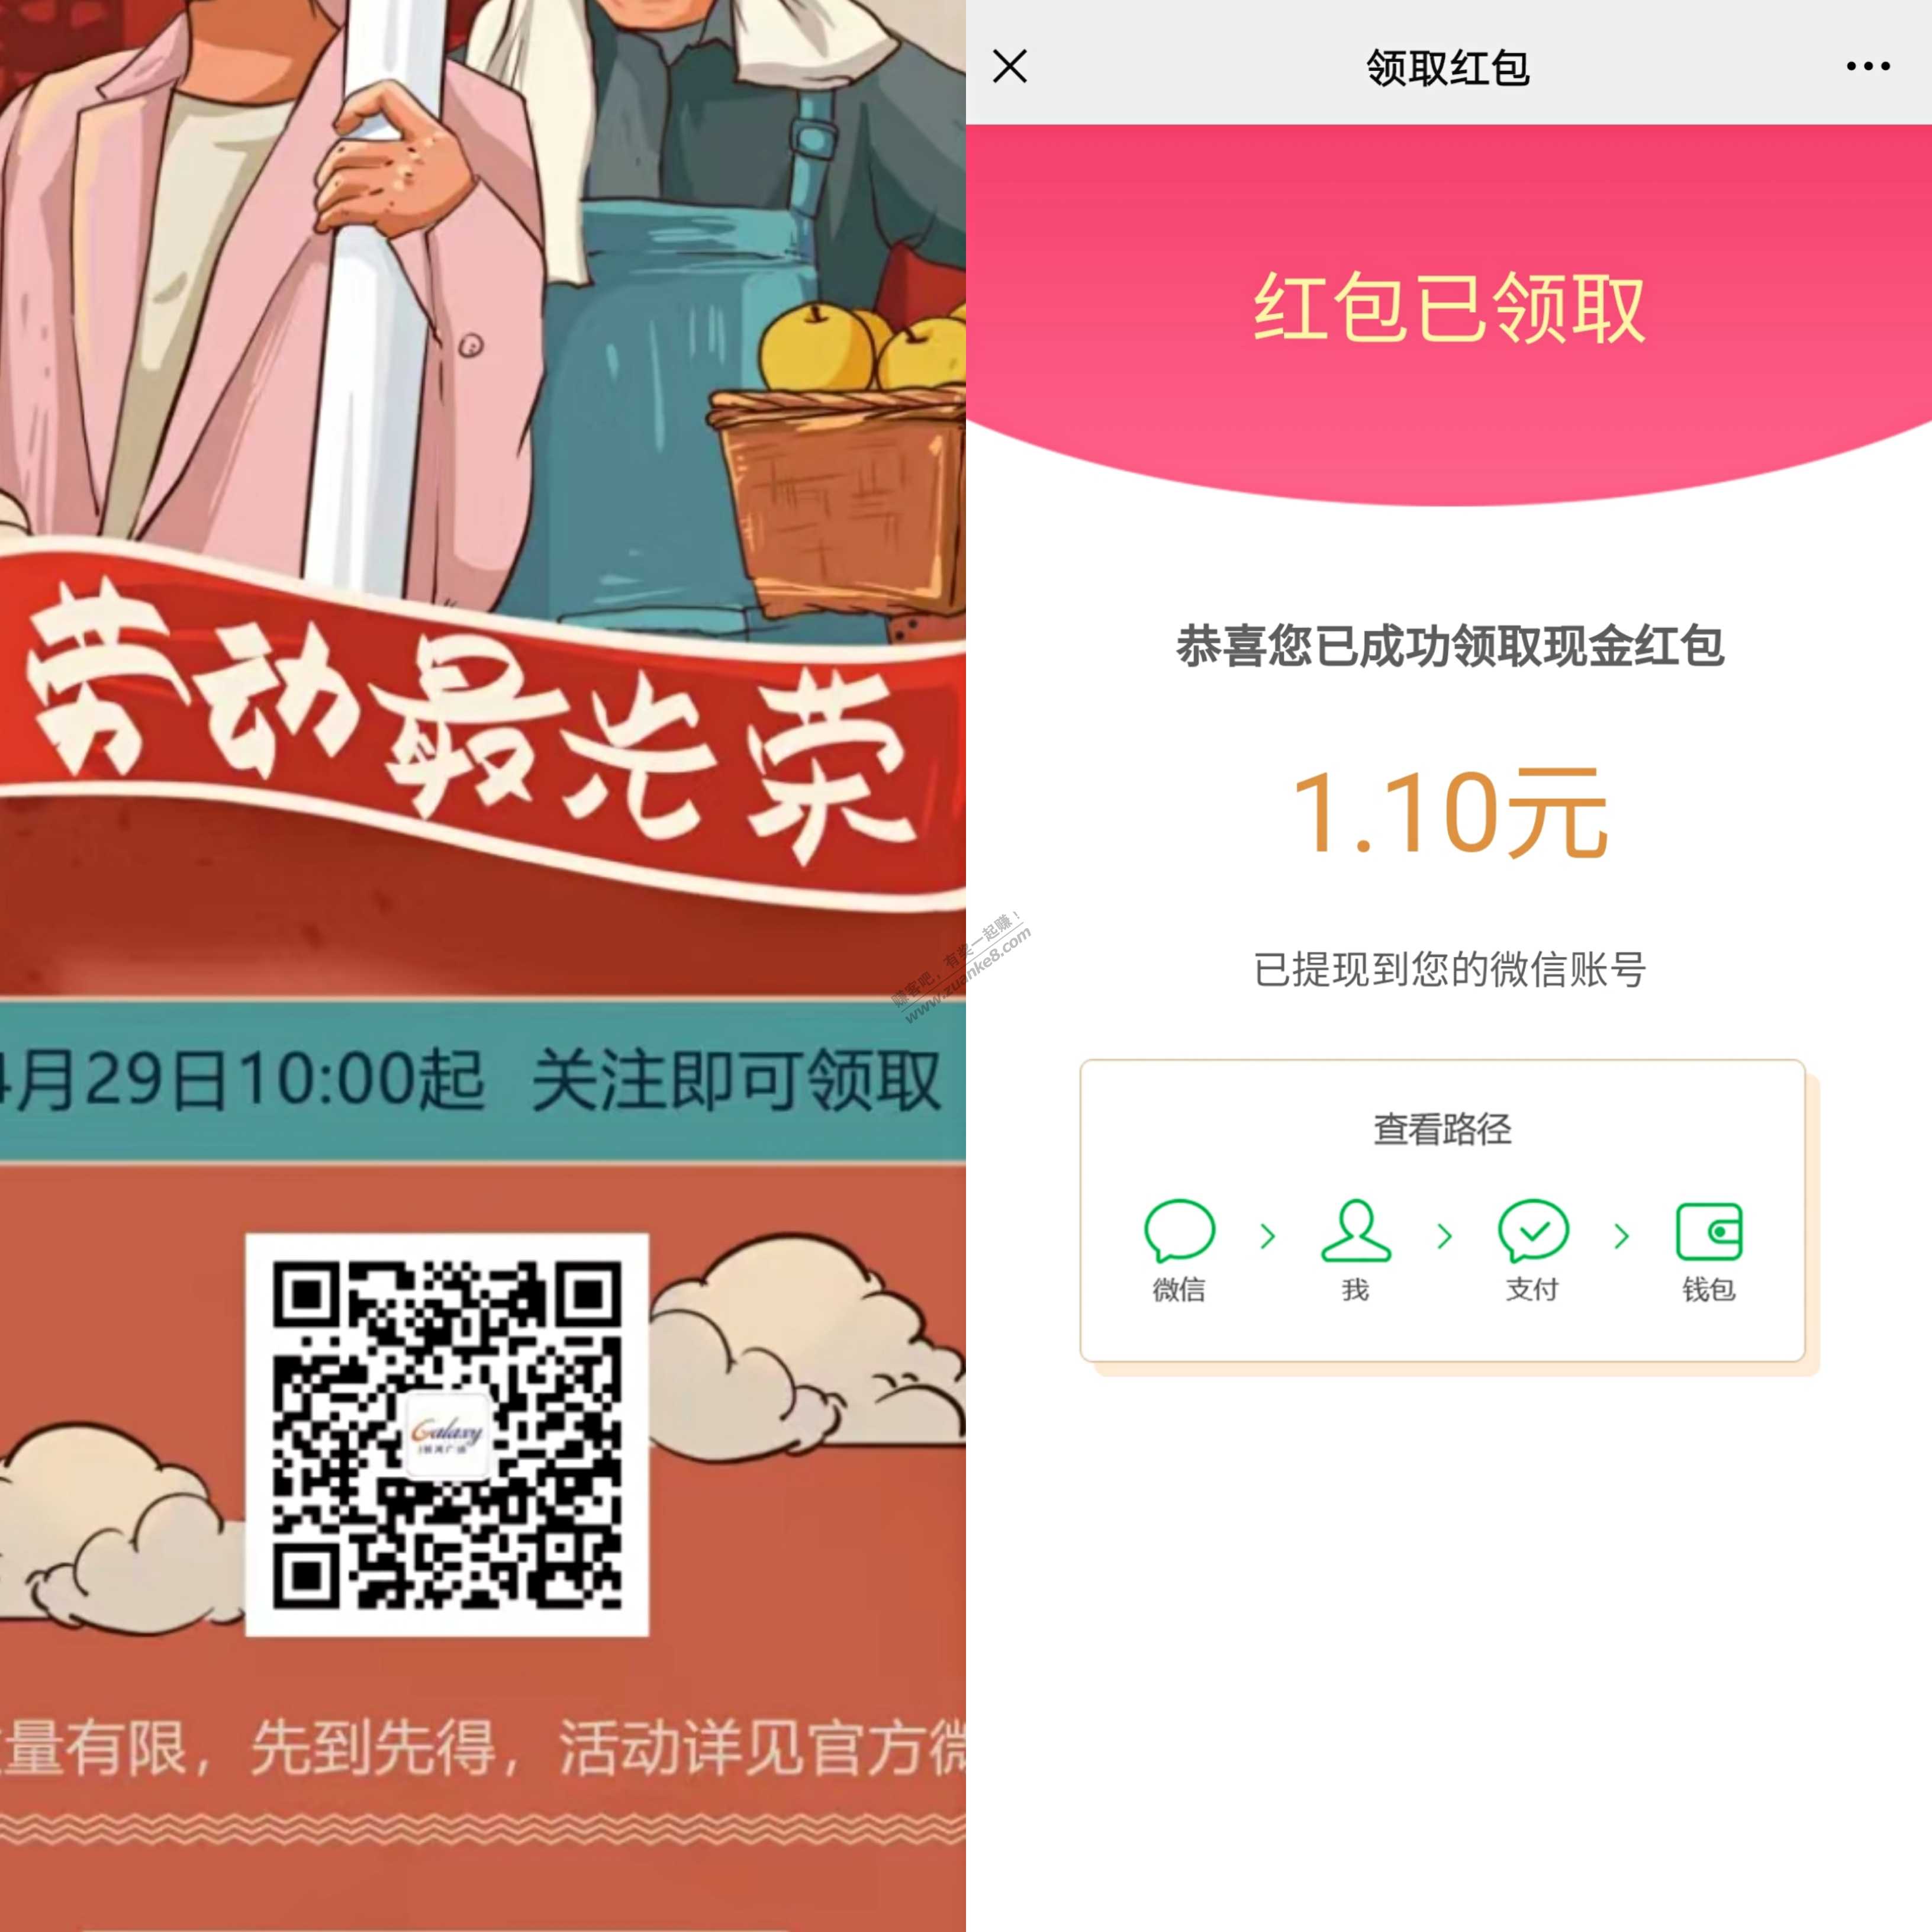 劳动最光荣
4月29日10:00起 关注即可领取
Galaxy
量有限，先到先得，活动详见官方微
领取红包
红包已领取
恭喜您已成功领取现金红包
1.10元
已提现到您的微信账号
查看路径
微信 我 支付 钱包
赚客吧，有奖一起赚！
www.zuanke8.com